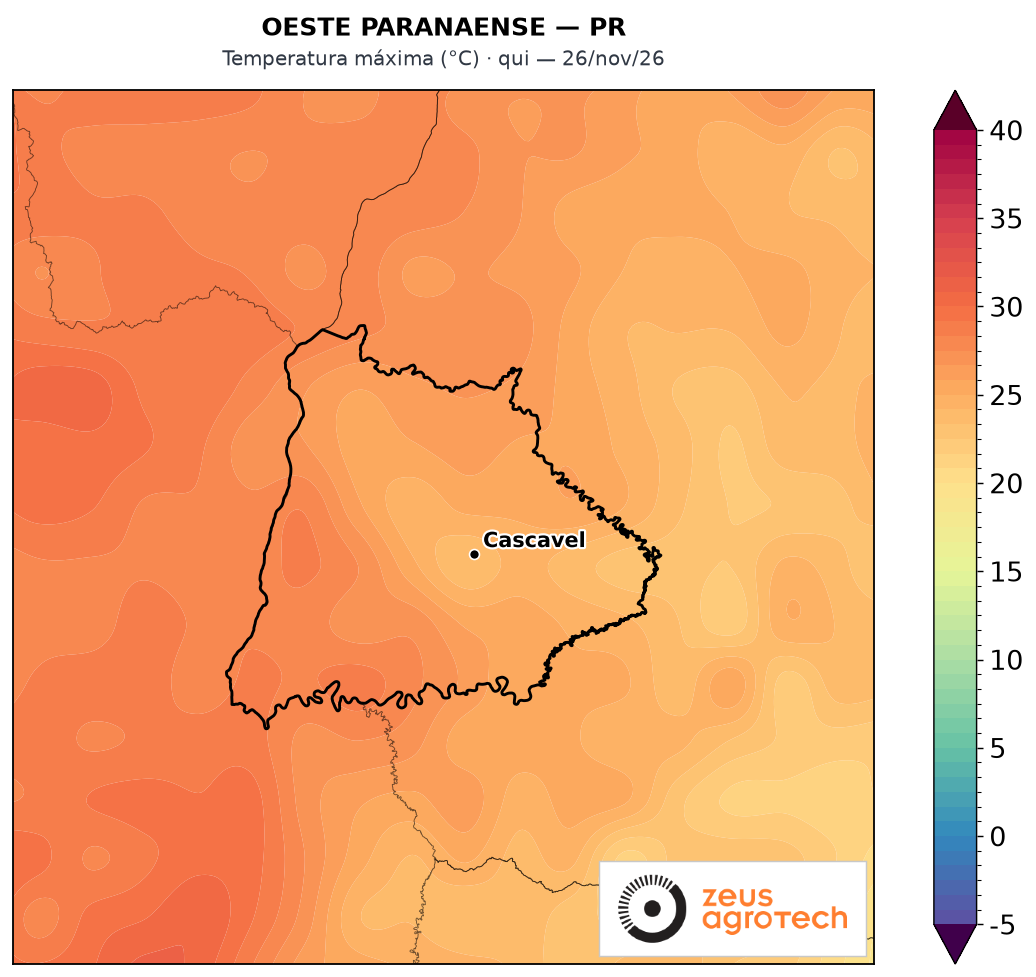 OESTE PARANAENSE — PR
Temperatura máxima (°C) · qui — 26/nov/26
40
35
30
25
20
15
10
5
0
-5
Cascavel
zeus
agrotech